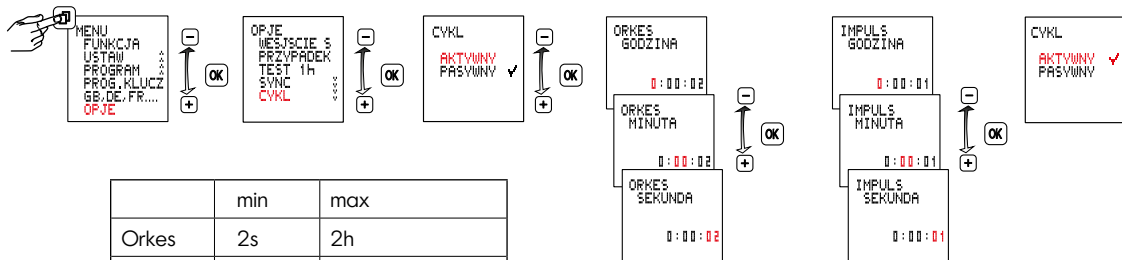 MENU
FUNKCJA
USTAW
PROGRAM
PROG.KLUCZ
GB,DE,FR....
OPJE
OK
OPJE
WESJSCIE S
PRZYPADEK
TEST 1h
SYNC
CYKL
OK
CYKL
AKTYWNY
PASYWNY
OK
ORKES
GODZINA
0:00:02
ORKES
MINUTA
0:00:02
ORKES
SEKUNDA
0:00:02
OK
IMPULS
GODZINA
0:00:01
IMPULS
MINUTA
0:00:01
IMPULS
SEKUNDA
0:00:01
OK
CYKL
AKTYWNY
PASYWNY
min max
Orkes 2s 2h